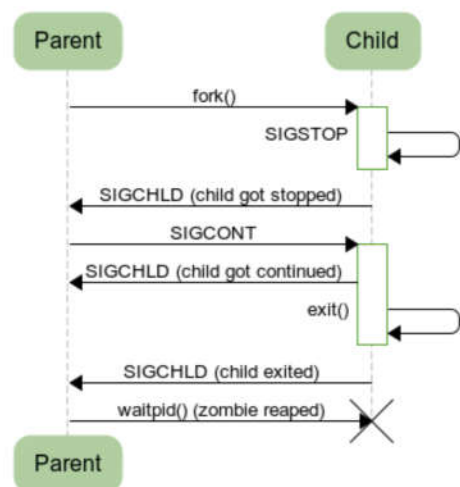 Parent
Child
fork()
SIGSTOP
SIGCHLD (child got stopped)
SIGCONT
SIGCHLD (child got continued)
exit()
SIGCHLD (child exited)
waitpid() (zombie reaped)
Parent